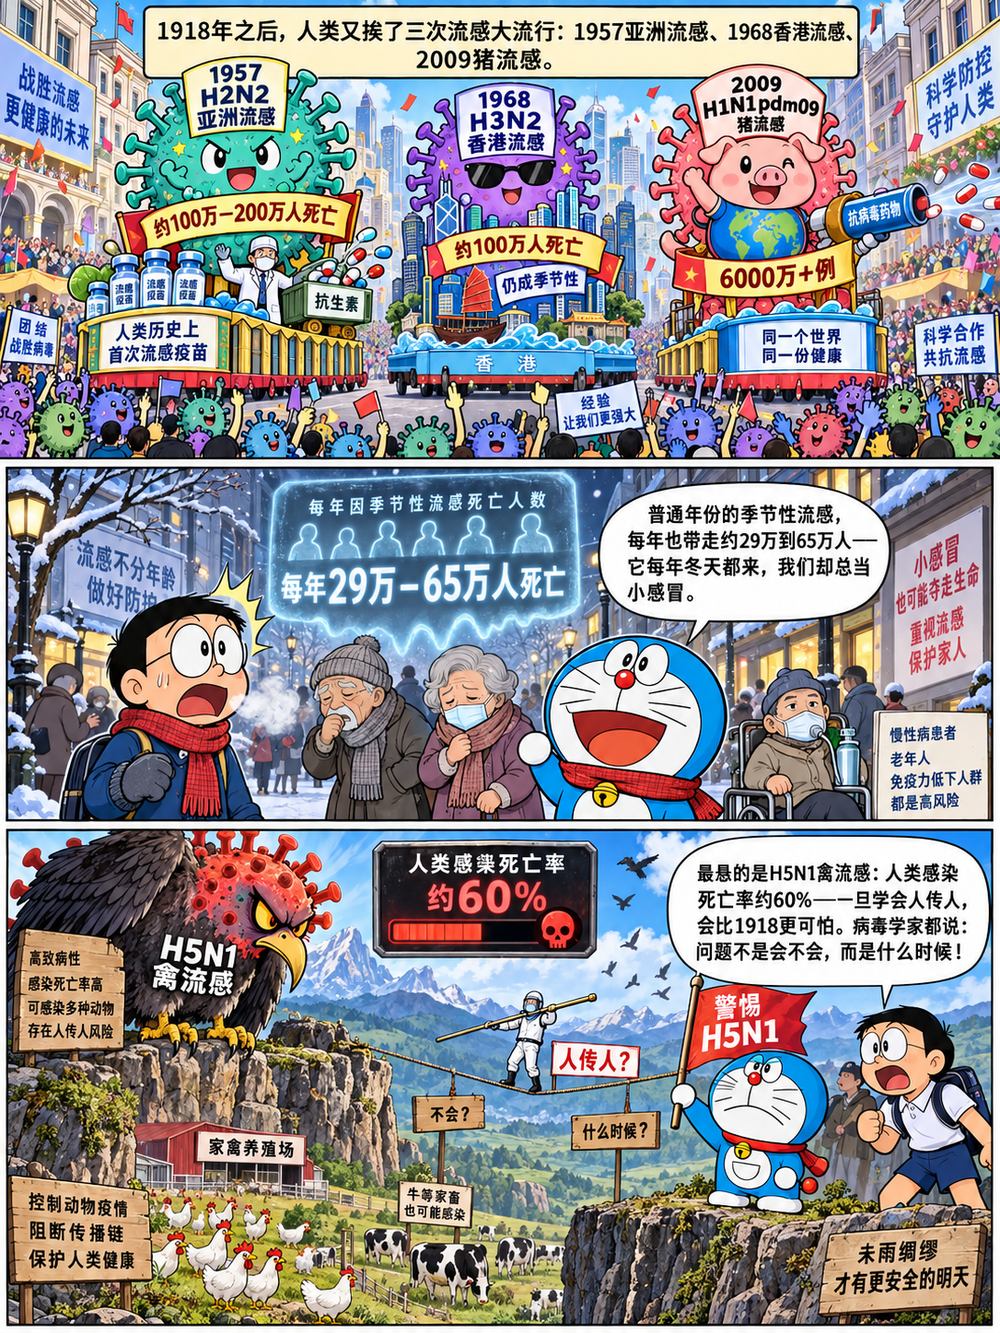 1918年之后，人类又挨了三次流感大流行：1957亚洲流感、1968香港流感、
2009猪流感。
战胜流感
更健康的未来
1957
H2N2
亚洲流感
1968
H3N2
香港流感
2009
H1N1pdm09
猪流感
科学防控
守护人类
约100万—200万人死亡
约100万人死亡
仍成季节性
6000万+例
抗病毒药物
流感
疫苗
流感
疫苗
流感
疫苗
抗生素
团结
战胜病毒
人类历史上
首次流感疫苗
香港
同一个世界
同一份健康
科学合作
共抗流感
经验
让我们更强大
每年因季节性流感死亡人数
每年29万—65万人死亡
流感不分年龄
做好防护
普通年份的季节性流感，
每年也带走约29万到65万人——
它每年冬天都来，我们却总当
小感冒。
小感冒
也可能夺走生命
重视流感
保护家人
慢性病患者
老年人
免疫力低下人群
都是高风险
人类感染死亡率
约60%
最悬的是H5N1禽流感：人类感染
死亡率约60%——一旦学会人传人，
会比1918更可怕。病毒学家都说：
问题不是会不会，而是什么时候！
H5N1
禽流感
高致病性
感染死亡率高
可感染多种动物
存在人传人风险
警惕
H5N1
人传人？
不会？
什么时候？
家禽养殖场
牛等家畜
也可能感染
控制动物疫情
阻断传播链
保护人类健康
未雨绸缪
才有更安全的明天